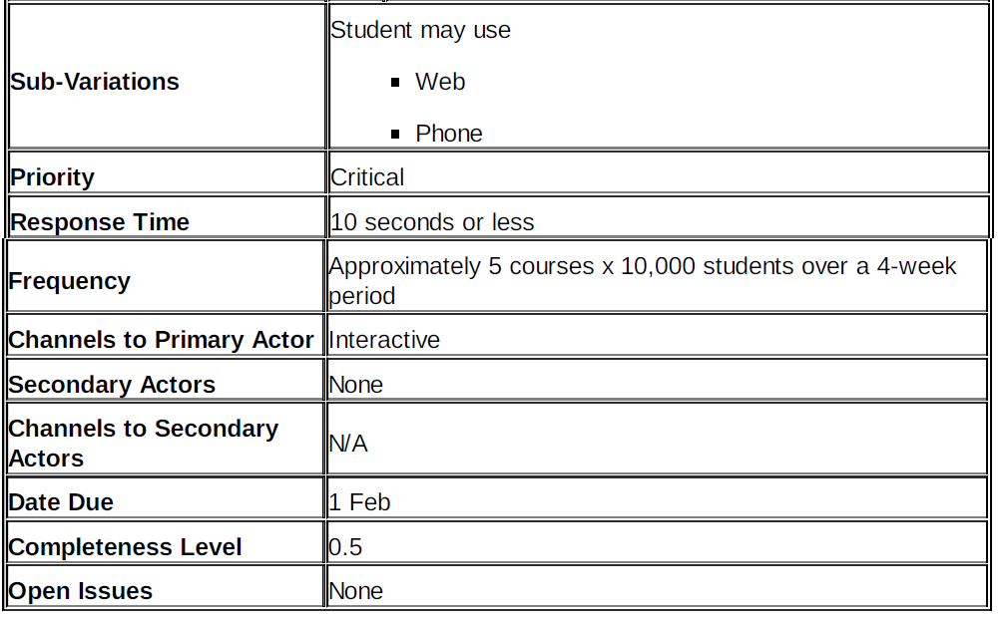 Student may use
Sub-Variations
Web
Phone
Priority Critical
Response Time 10 seconds or less
Frequency Approximately 5 courses x 10,000 students over a 4-week
period
Channels to Primary Actor Interactive
Secondary Actors None
Channels to Secondary
Actors
N/A
Date Due 1 Feb
Completeness Level 0.5
Open Issues None